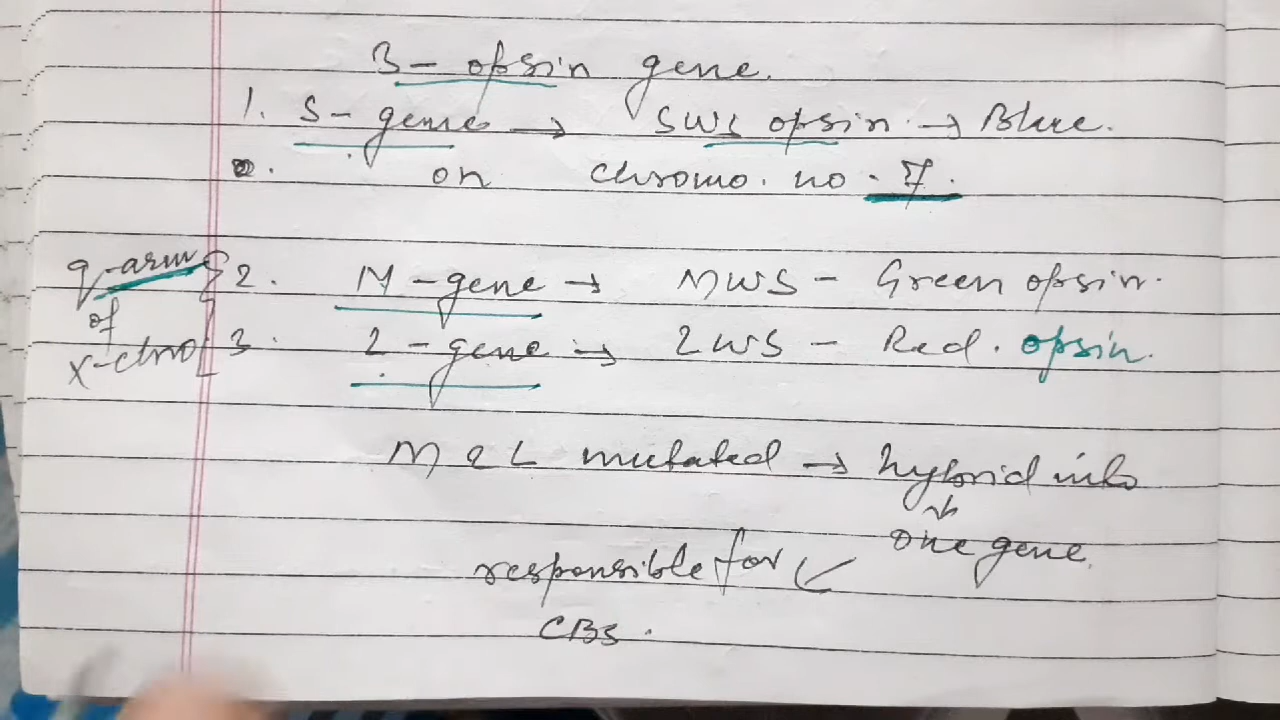 3 - opsin gene.
1. S - gene → SWS opsin → Blue.
on chromo. no. 7.
q-arm of X-chro
2. M - gene → MWS - Green opsin.
3. L - gene → LWS - Red. opsin.
M & L mutated → hybrid into
↓
one gene.
responsible for ↙
CBS.